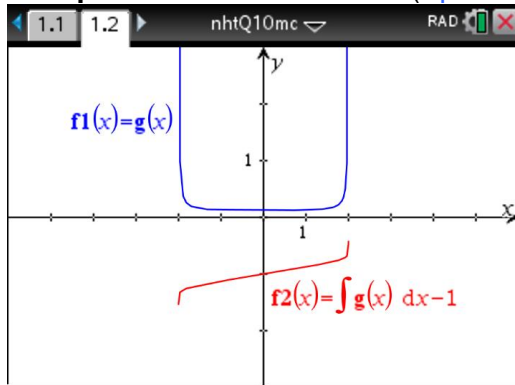 1.1 1.2 nhtQ10mc RAD
y
f1(x)=g(x)
1
x
1
f2(x)=∫g(x) dx−1